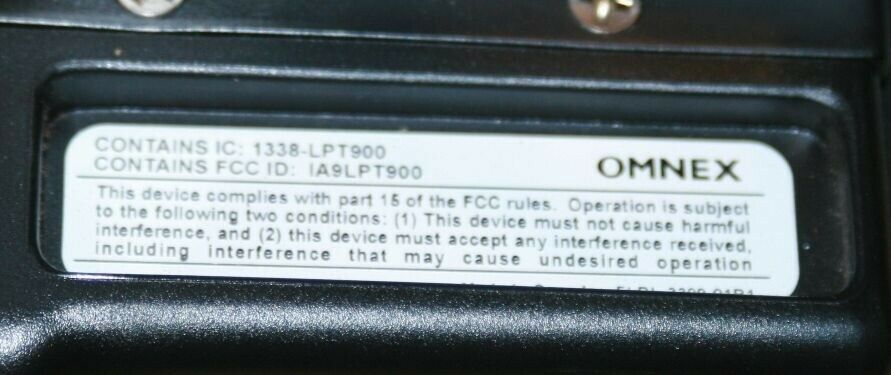 CONTAINS IC: 1338-LPT900
CONTAINS FCC ID: IA9LPT900
OMNEX
This device complies with part 15 of the FCC rules. Operation is subject
to the following two conditions: (1) This device must not cause harmful
interference, and (2) this device must accept any interference received,
including interference that may cause undesired operation